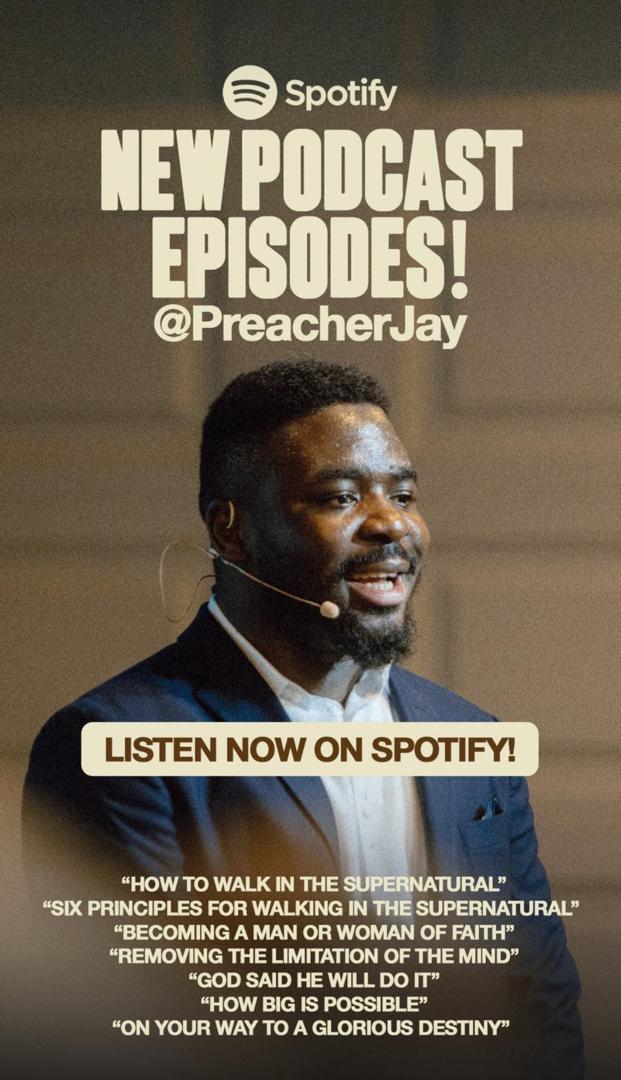 Spotify
NEW PODCAST
EPISODES!
@PreacherJay
LISTEN NOW ON SPOTIFY!
“HOW TO WALK IN THE SUPERNATURAL”
“SIX PRINCIPLES FOR WALKING IN THE SUPERNATURAL”
“BECOMING A MAN OR WOMAN OF FAITH”
“REMOVING THE LIMITATION OF THE MIND”
“GOD SAID HE WILL DO IT”
“HOW BIG IS POSSIBLE”
“ON YOUR WAY TO A GLORIOUS DESTINY”